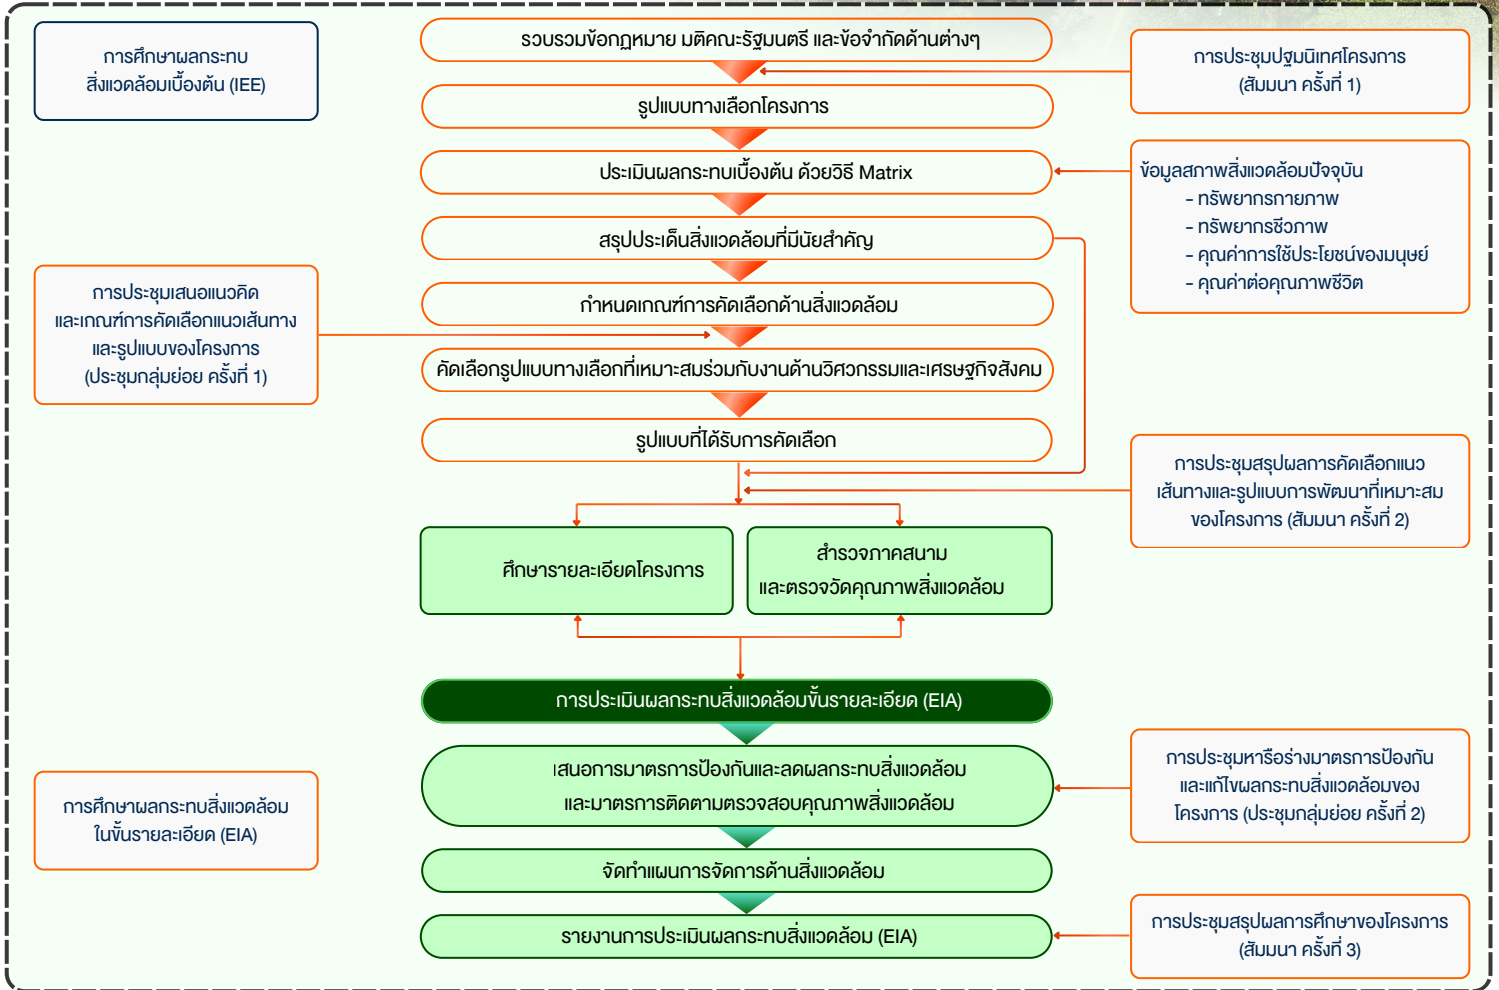 การศึกษาผลกระทบ
สิ่งแวดล้อมเบื้องต้น (IEE)
รวบรวมข้อกฎหมาย มติคณะรัฐมนตรี และข้อจำกัดด้านต่างๆ
การประชุมปฐมนิเทศโครงการ
(สัมมนา ครั้งที่ 1)
รูปแบบทางเลือกโครงการ
ประเมินผลกระทบเบื้องต้น ด้วยวิธี Matrix
ข้อมูลสภาพสิ่งแวดล้อมปัจจุบัน
- ทรัพยากรกายภาพ
- ทรัพยากรชีวภาพ
- คุณค่าการใช้ประโยชน์ของมนุษย์
- คุณค่าต่อคุณภาพชีวิต
สรุปประเด็นสิ่งแวดล้อมที่มีนัยสำคัญ
กำหนดเกณฑ์การคัดเลือกด้านสิ่งแวดล้อม
การประชุมเสนอแนวคิด
และเกณฑ์การคัดเลือกแนวเส้นทาง
และรูปแบบของโครงการ
(ประชุมกลุ่มย่อย ครั้งที่ 1)
คัดเลือกรูปแบบทางเลือกที่เหมาะสมร่วมกับงานด้านวิศวกรรมและเศรษฐกิจสังคม
รูปแบบที่ได้รับการคัดเลือก
การประชุมสรุปผลการคัดเลือกแนว
เส้นทางและรูปแบบการพัฒนาที่เหมาะสม
ของโครงการ (สัมมนา ครั้งที่ 2)
ศึกษารายละเอียดโครงการ
สำรวจภาคสนาม
และตรวจวัดคุณภาพสิ่งแวดล้อม
การประเมินผลกระทบสิ่งแวดล้อมขั้นรายละเอียด (EIA)
เสนอการมาตรการป้องกันและลดผลกระทบสิ่งแวดล้อม
และมาตรการติดตามตรวจสอบคุณภาพสิ่งแวดล้อม
การประชุมหารือร่างมาตรการป้องกัน
และแก้ไขผลกระทบสิ่งแวดล้อมของ
โครงการ (ประชุมกลุ่มย่อย ครั้งที่ 2)
การศึกษาผลกระทบสิ่งแวดล้อม
ในขั้นรายละเอียด (EIA)
จัดทำแผนการจัดการด้านสิ่งแวดล้อม
รายงานการประเมินผลกระทบสิ่งแวดล้อม (EIA)
การประชุมสรุปผลการศึกษาของโครงการ
(สัมมนา ครั้งที่ 3)